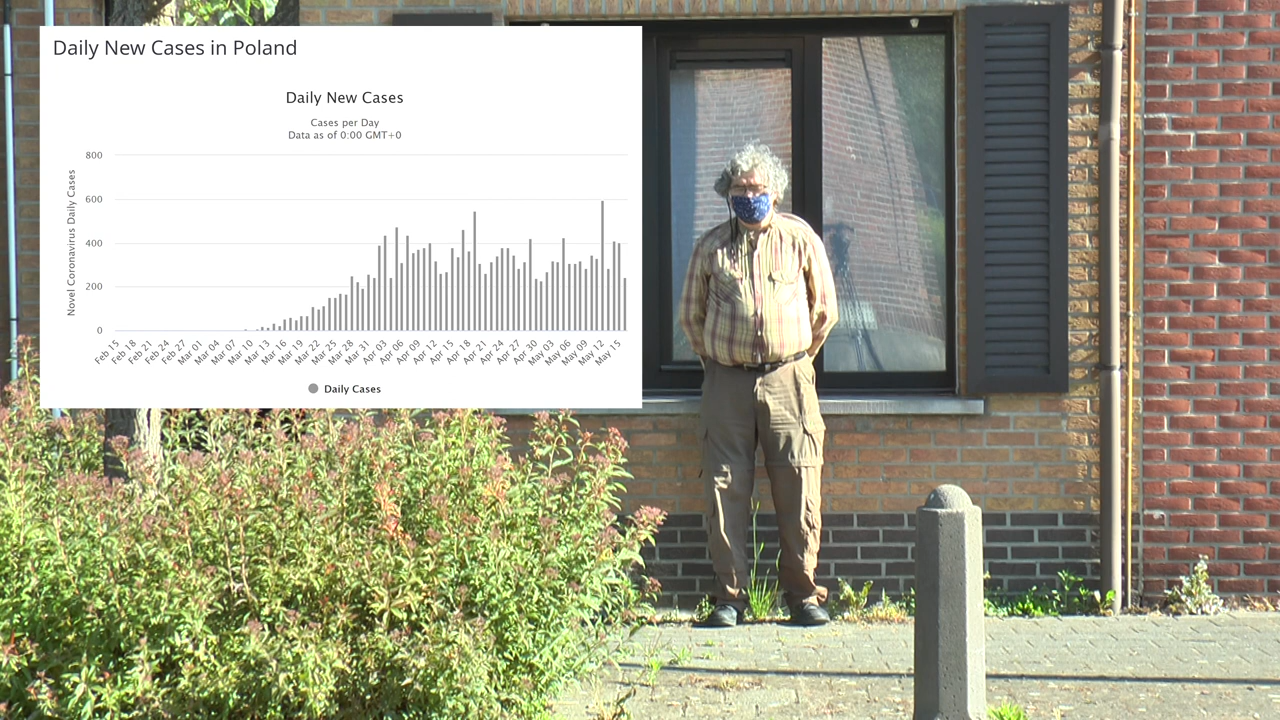 Daily New Cases in Poland
Daily New Cases
Cases per Day
Data as of 0:00 GMT+0
Novel Coronavirus Daily Cases
800
600
400
200
0
Feb 15
Feb 18
Feb 21
Feb 24
Feb 27
Mar 01
Mar 04
Mar 07
Mar 10
Mar 13
Mar 16
Mar 19
Mar 22
Mar 25
Mar 28
Mar 31
Apr 03
Apr 06
Apr 09
Apr 12
Apr 15
Apr 18
Apr 21
Apr 24
Apr 27
Apr 30
May 03
May 06
May 09
May 12
May 15
Daily Cases